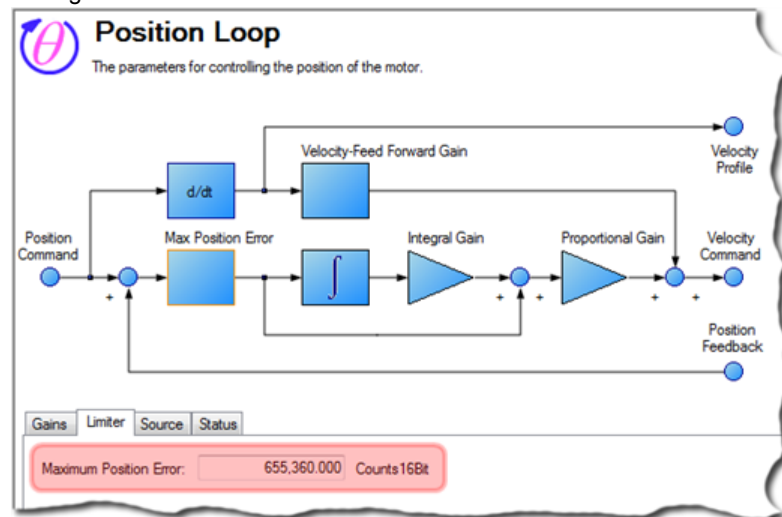 θ
Position Loop
The parameters for controlling the position of the motor.
Velocity-Feed Forward Gain
Velocity
Profile
d/dt
Position
Command
Max Position Error
Integral Gain
Proportional Gain
Velocity
Command
∫
+
+
+
+
+
Position
Feedback
Gains Limiter Source Status
Maximum Position Error: 655,360.000 Counts16Bit